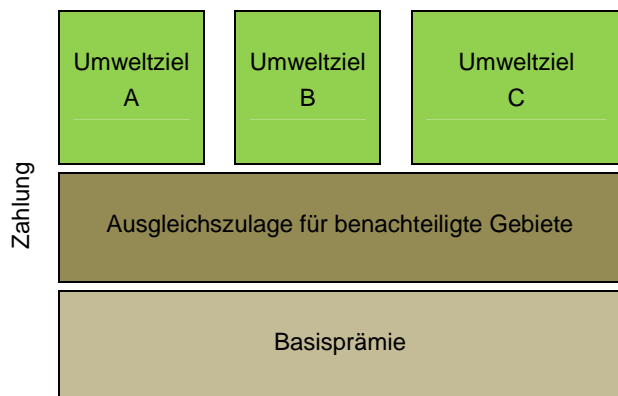 Umweltziel
A
Umweltziel
B
Umweltziel
C
Zahlung
Ausgleichszulage für benachteiligte Gebiete
Basisprämie